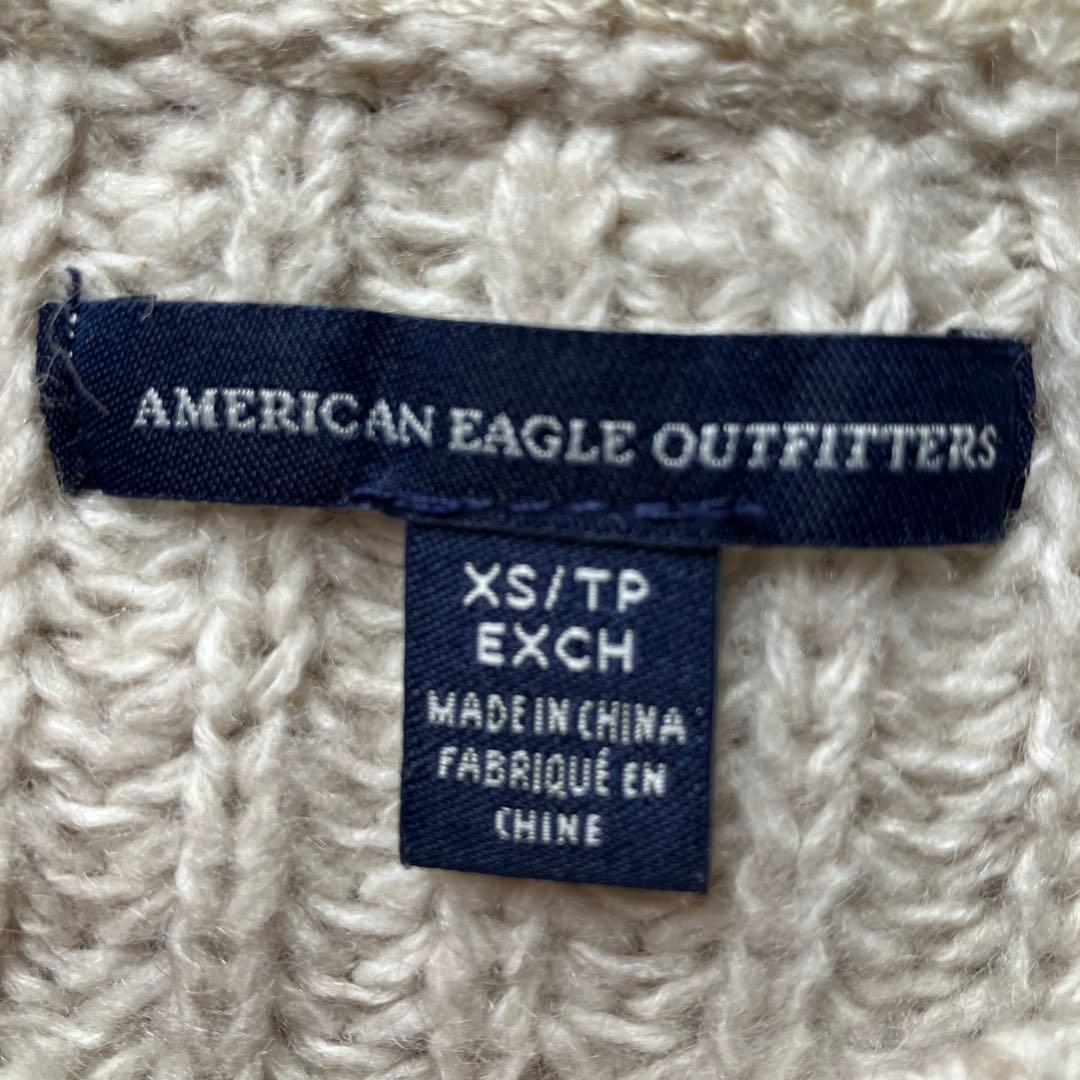 AMERICAN EAGLE OUTFITTERS
XS/TP
EXCH
MADE IN CHINA
FABRIQUÉ EN
CHINE